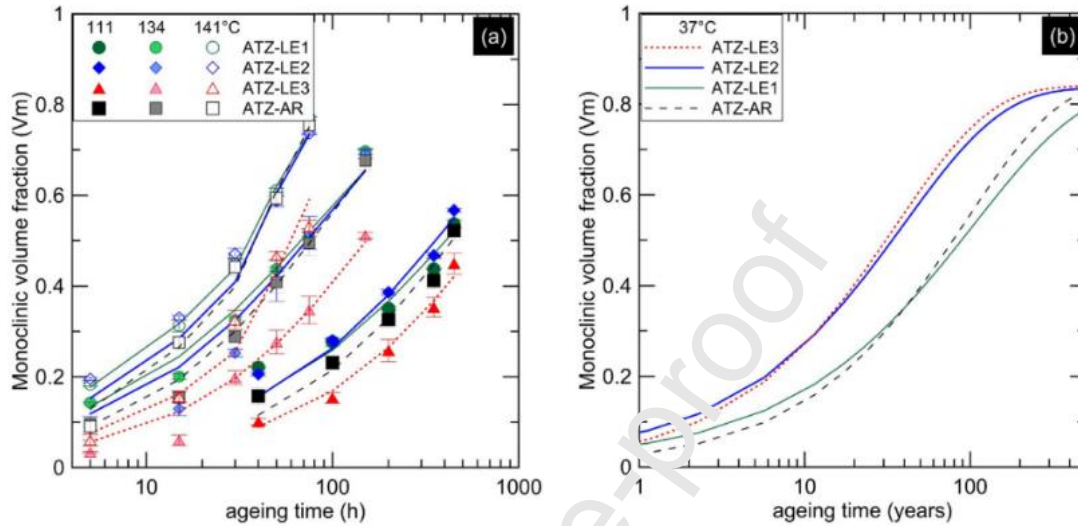 111 134 141°C
ATZ-LE1
ATZ-LE2
ATZ-LE3
ATZ-AR
(a)
1
0.8
0.6
0.4
0.2
0
Monoclinic volume fraction (Vm)
10 100 1000
ageing time (h)
37°C
ATZ-LE3
ATZ-LE2
ATZ-LE1
ATZ-AR
(b)
1
0.8
0.6
0.4
0.2
0
Monoclinic volume fraction (Vm)
1 10 100
ageing time (years)
e-proof